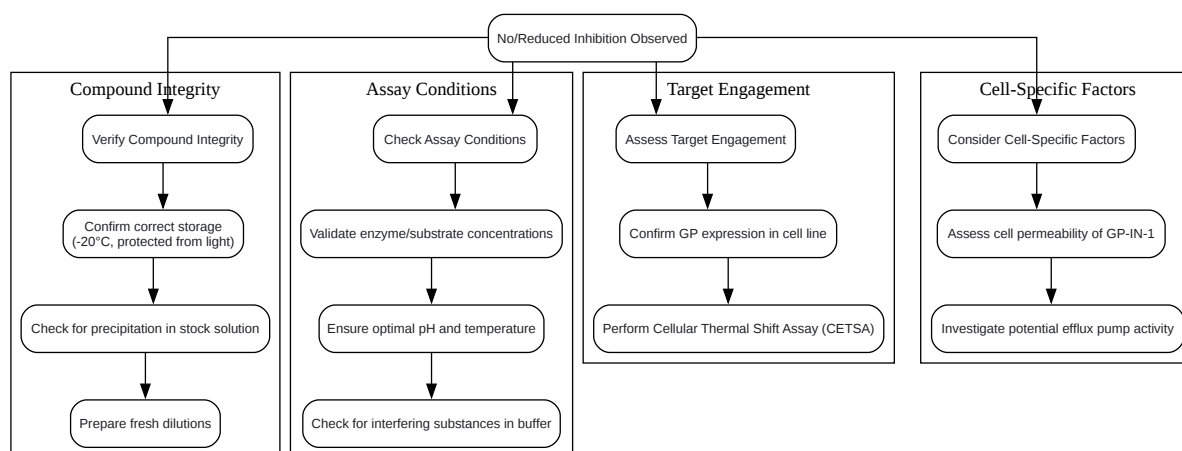 No/Reduced Inhibition Observed
Compound Integrity
Verify Compound Integrity
Confirm correct storage
(-20°C, protected from light)
Check for precipitation in stock solution
Prepare fresh dilutions
Assay Conditions
Check Assay Conditions
Validate enzyme/substrate concentrations
Ensure optimal pH and temperature
Check for interfering substances in buffer
Target Engagement
Assess Target Engagement
Confirm GP expression in cell line
Perform Cellular Thermal Shift Assay (CETSA)
Cell-Specific Factors
Consider Cell-Specific Factors
Assess cell permeability of GP-IN-1
Investigate potential efflux pump activity